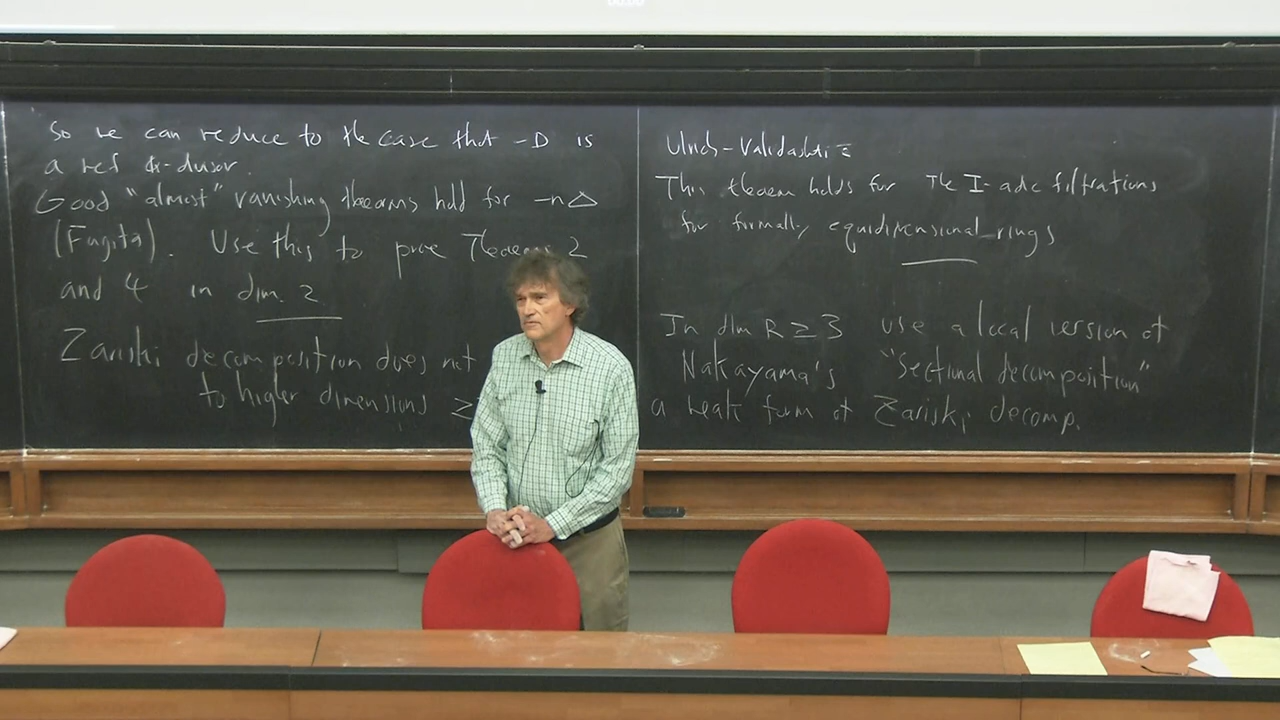 So we can reduce to the case that -D is
a nef Q-divisor.
Good "almost" vanishing theorems hold for -nΔ
(Fujita). Use this to prove Theorems 2
and 4 in dim. 2
Zariski decomposition does not
to higher dimensions ≥
Ulrich-Validashti:
This theorem holds for The I-adic filtrations
for formally equidimensional rings
In dim R ≥ 3 use a local version of
Nakayama's "Sectional decomposition"
a weak form of Zariski decomp.